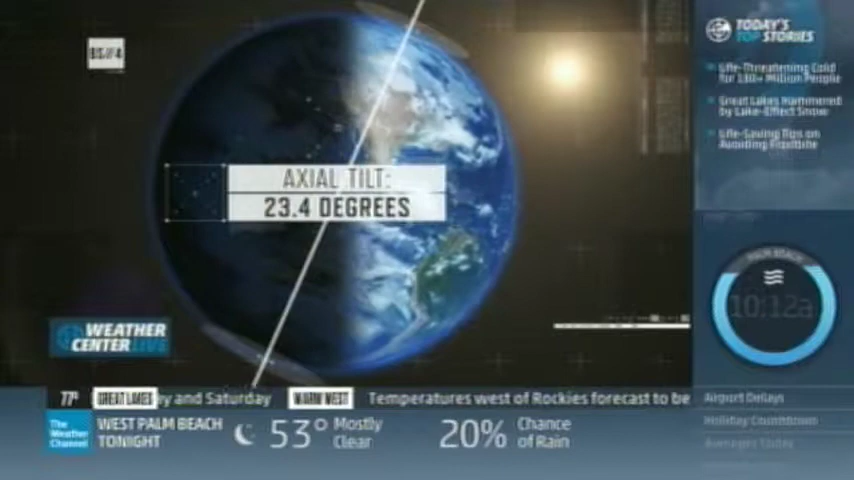 TODAY'S
TOP STORIES
Life-Threatening Cold
for 180+ Million People
Great Lakes Hammered
by Lake-Effect Snow
Life-Saving Tips on
Avoiding Frostbite
AXIAL TILT:
23.4 DEGREES
PALM BEACH
10:12a
WEATHER
CENTER LIVE
77°
GREAT LAKES
y and Saturday
WARM WEST
Temperatures west of Rockies forecast to be
Airport Delays
Holiday Countdown
Averages Today
The
Weather
Channel
WEST PALM BEACH
TONIGHT
53°
Mostly
Clear
20%
Chance
of Rain